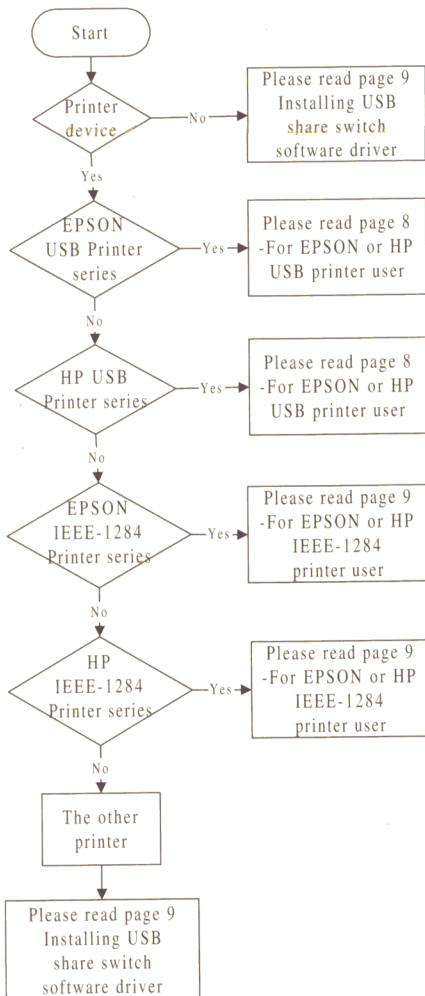 Start
Printer
device
No
Please read page 9
Installing USB
share switch
software driver
Yes
EPSON
USB Printer
series
Yes
Please read page 8
-For EPSON or HP
USB printer user
No
HP USB
Printer series
Yes
Please read page 8
-For EPSON or HP
USB printer user
No
EPSON
IEEE-1284
Printer series
Yes
Please read page 9
-For EPSON or HP
IEEE-1284
printer user
No
HP
IEEE-1284
Printer series
Yes
Please read page 9
-For EPSON or HP
IEEE-1284
printer user
No
The other
printer
Please read page 9
Installing USB
share switch
software driver